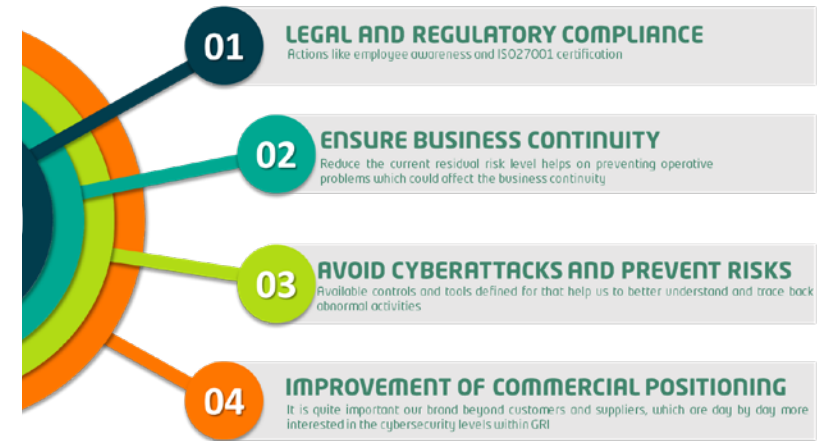 01
LEGAL AND REGULATORY COMPLIANCE
Actions like employee awareness and ISO27001 certification
02
ENSURE BUSINESS CONTINUITY
Reduce the current residual risk level helps on preventing operative
problems which could affect the business continuity
03
AVOID CYBERATTACKS AND PREVENT RISKS
Available controls and tools defined for that help us to better understand and trace back
abnormal activities
04
IMPROVEMENT OF COMMERCIAL POSITIONING
It is quite important our brand beyond customers and suppliers, which are day by day more
interested in the cybersecurity levels within GRI